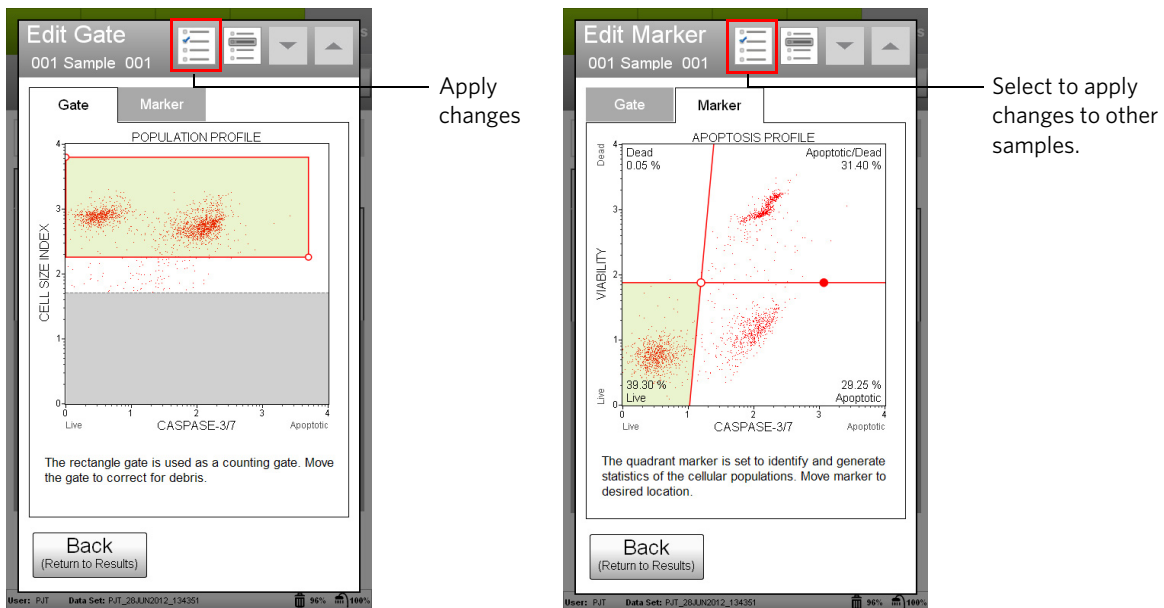 Edit Gate
001 Sample 001
Gate
Marker
POPULATION PROFILE
CELL SIZE INDEX
4
3
2
1
0
0
1
2
3
4
Live
CASPASE-3/7
Apoptotic
The rectangle gate is used as a counting gate. Move
the gate to correct for debris.
Back
(Return to Results)
User: PJT
Data Set: PJT_28JUN2012_134351
96%
100%
Apply
changes
Edit Marker
001 Sample 001
Gate
Marker
APOPTOSIS PROFILE
Dead
Dead
0.05 %
Apoptotic/Dead
31.40 %
VIABILITY
4
3
2
1
0
39.30 %
Live
29.25 %
Apoptotic
Live
0
1
2
3
4
Live
CASPASE-3/7
Apoptotic
The quadrant marker is set to identify and generate
statistics of the cellular populations. Move marker to
desired location.
Back
(Return to Results)
User: PJT
Data Set: PJT_28JUN2012_134351
96%
100%
Select to apply
changes to other
samples.